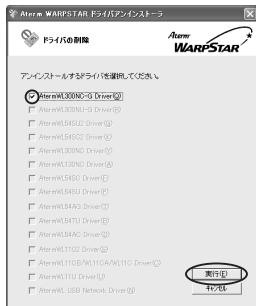 Aterm WARPSTAR ドライバアンインストーラ
ドライバの削除
Aterm
WARPSTAR
アンインストールするドライバを選択してください。
AtermWL300NC-G Driver(Q)
AtermWL300NU-G Driver(R)
AtermWL54SU2 Driver(G)
AtermWL54SC2 Driver(E)
AtermWL300NC Driver(Y)
AtermWL130NC Driver(A)
AtermWL54SC Driver(F)
AtermWL54SU Driver(P)
AtermWL54AG Driver(T)
AtermWL54TU Driver(B)
AtermWL54AC Driver(O)
AtermWL11C2 Driver(S)
AtermWL11CB/WL11CA/WL11C Driver(C)
AtermWL11U Driver(U)
AtermWL USB Network Driver(N)
実行(E)
キャンセル